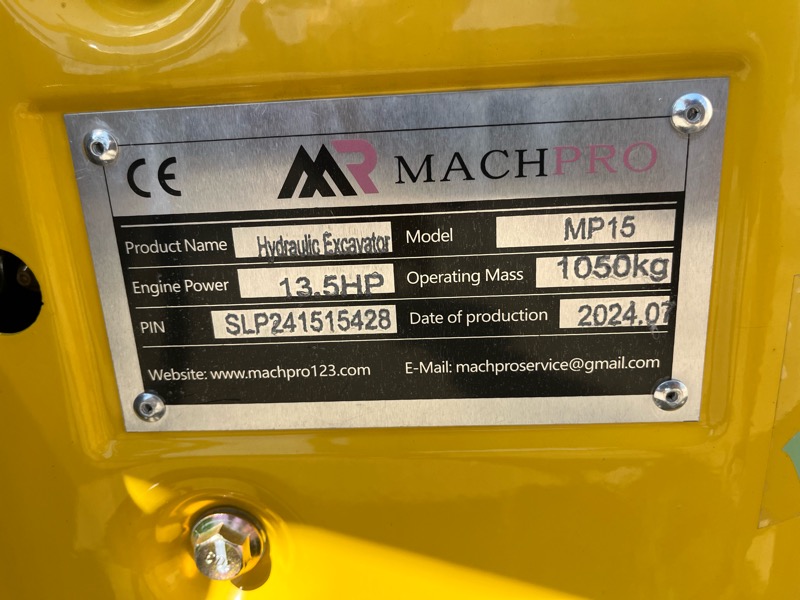 CE MR MACHPRO
Product Name Hydraulic Excavator Model MP15
Engine Power 13.5HP Operating Mass 1050kg
PIN SLP241515428 Date of production 2024.07
Website: www.machpro123.com E-Mail: machproservice@gmail.com